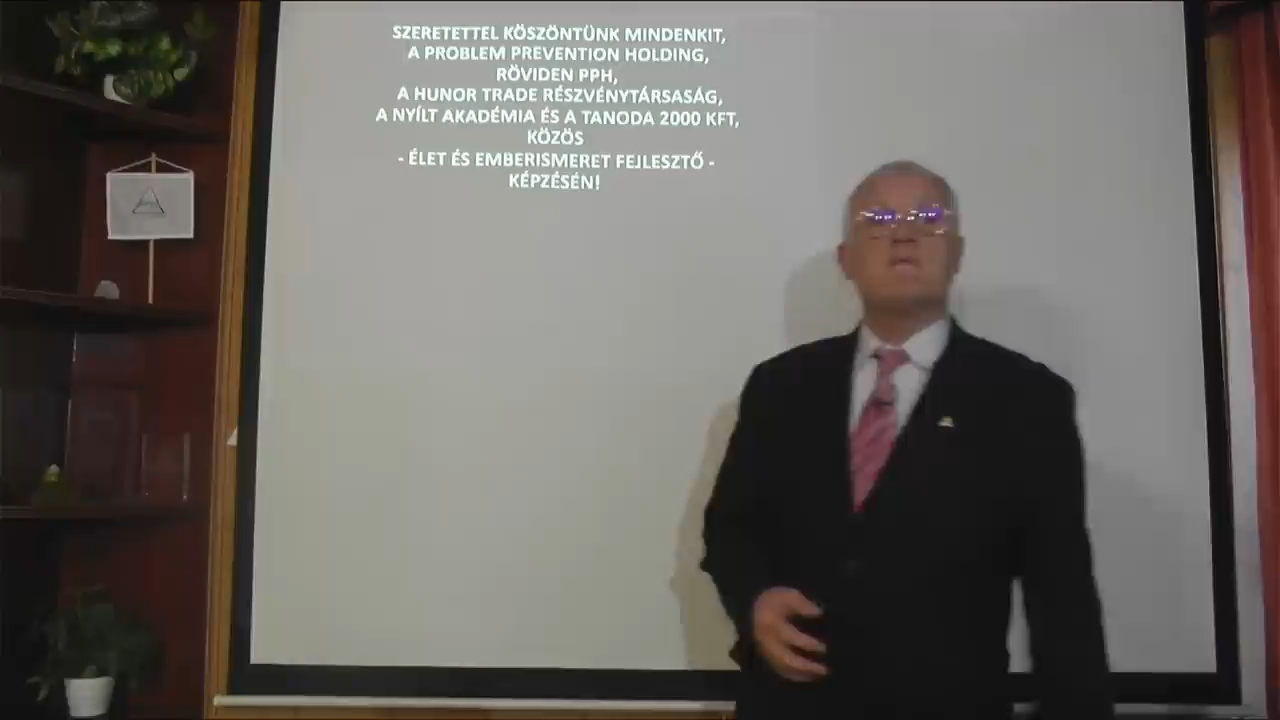 SZERETETTEL KÖSZÖNTÜNK MINDENKIT,
A PROBLEM PREVENTION HOLDING,
RÖVIDEN PPH,
A HUNOR TRADE RÉSZVÉNYTÁRSASÁG,
A NYÍLT AKADÉMIA ÉS A TANODA 2000 KFT,
KÖZÖS
- ÉLET ÉS EMBERISMERET FEJLESZTŐ -
KÉPZÉSÉN!